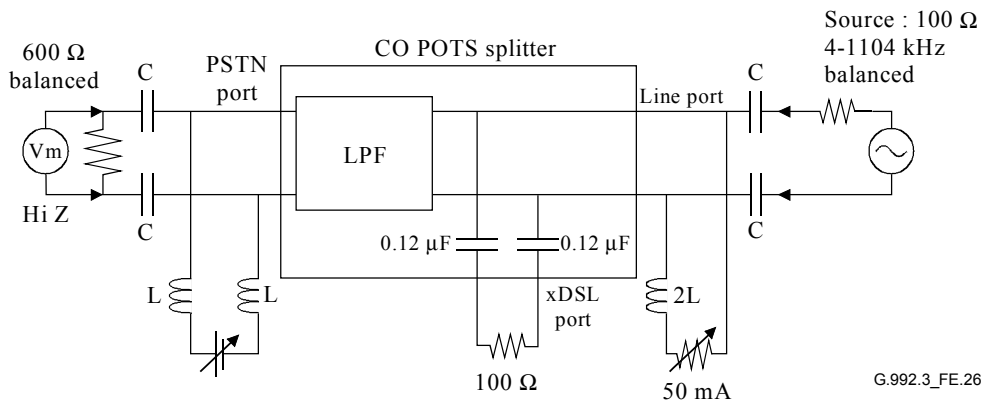 Source : 100 Ω
4-1104 kHz
balanced
CO POTS splitter
600 Ω
balanced
PSTN
port
C
C
Line port
Vm
LPF
Hi Z
C
C
0.12 µF
0.12 µF
L
L
xDSL
port
2L
100 Ω
50 mA
G.992.3_FE.26